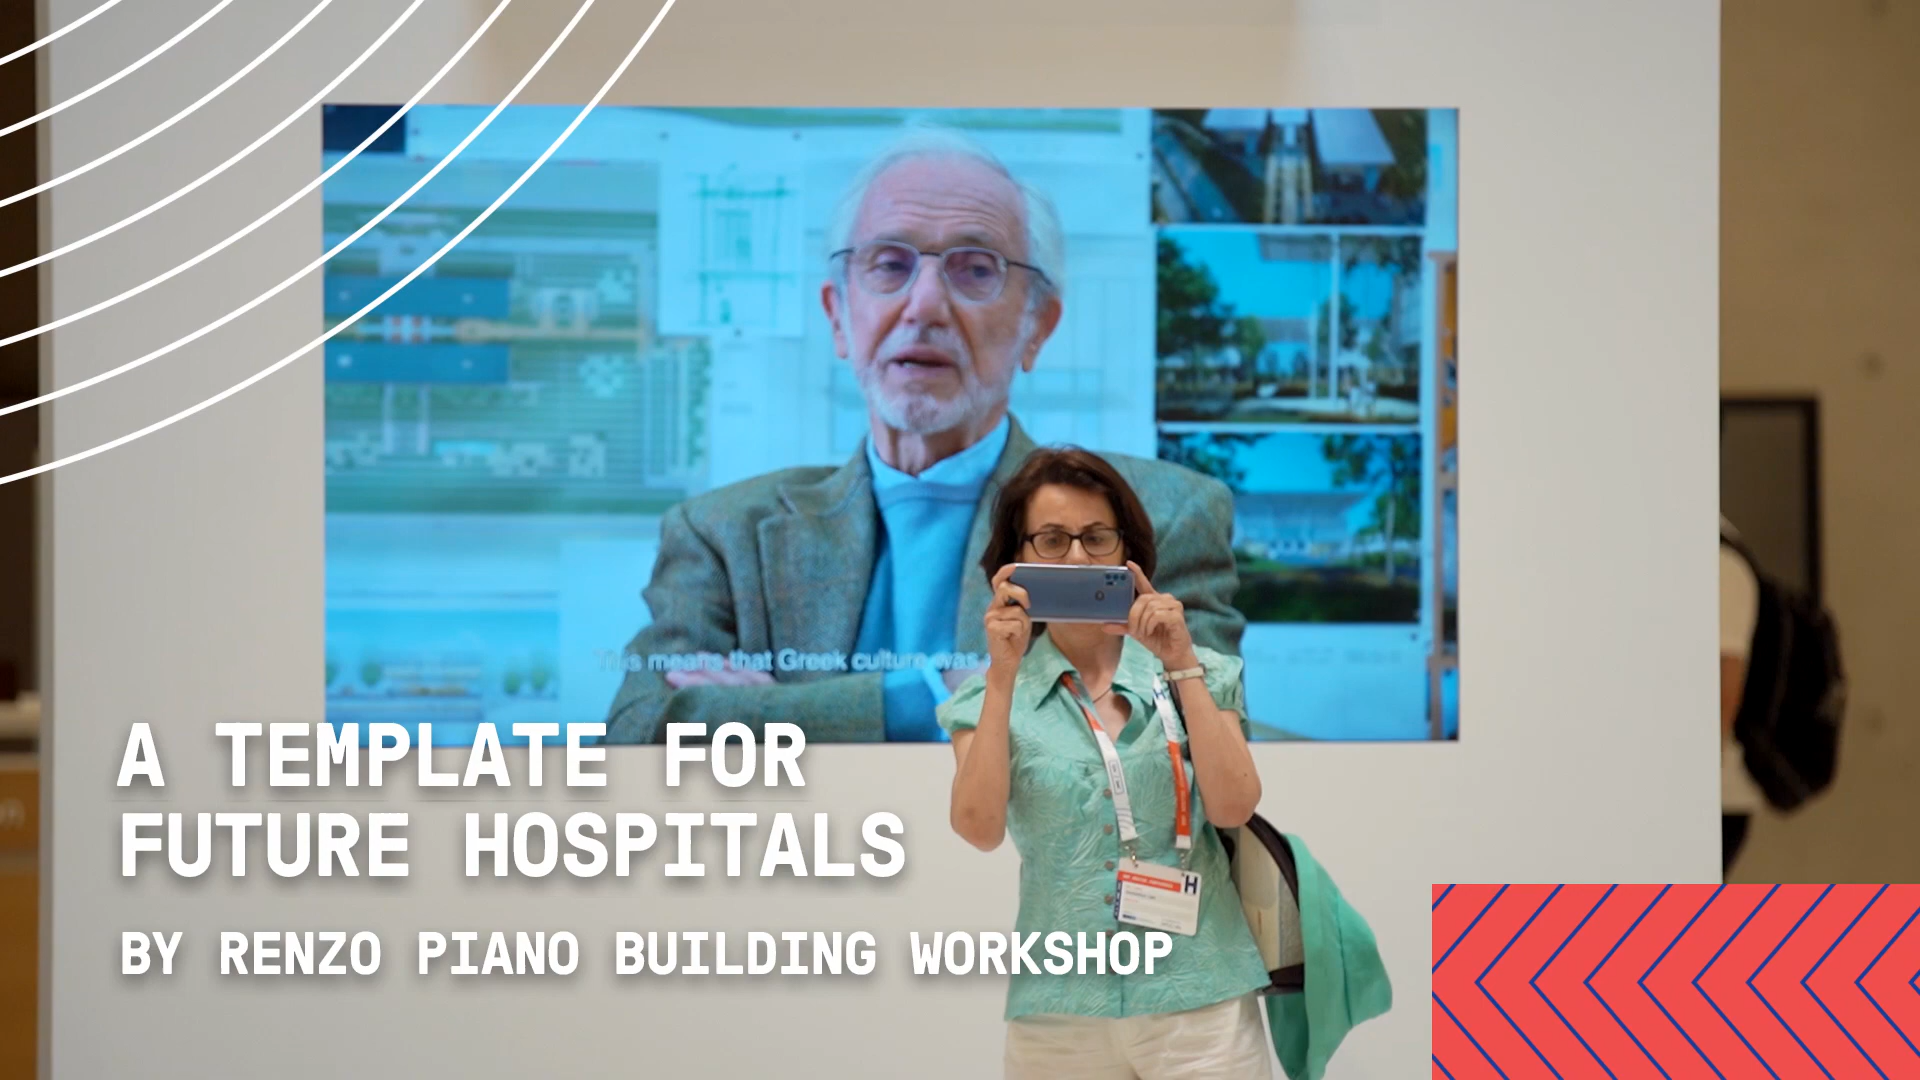 This means that Greek culture was
A TEMPLATE FOR
FUTURE HOSPITALS
BY RENZO PIANO BUILDING WORKSHOP
H